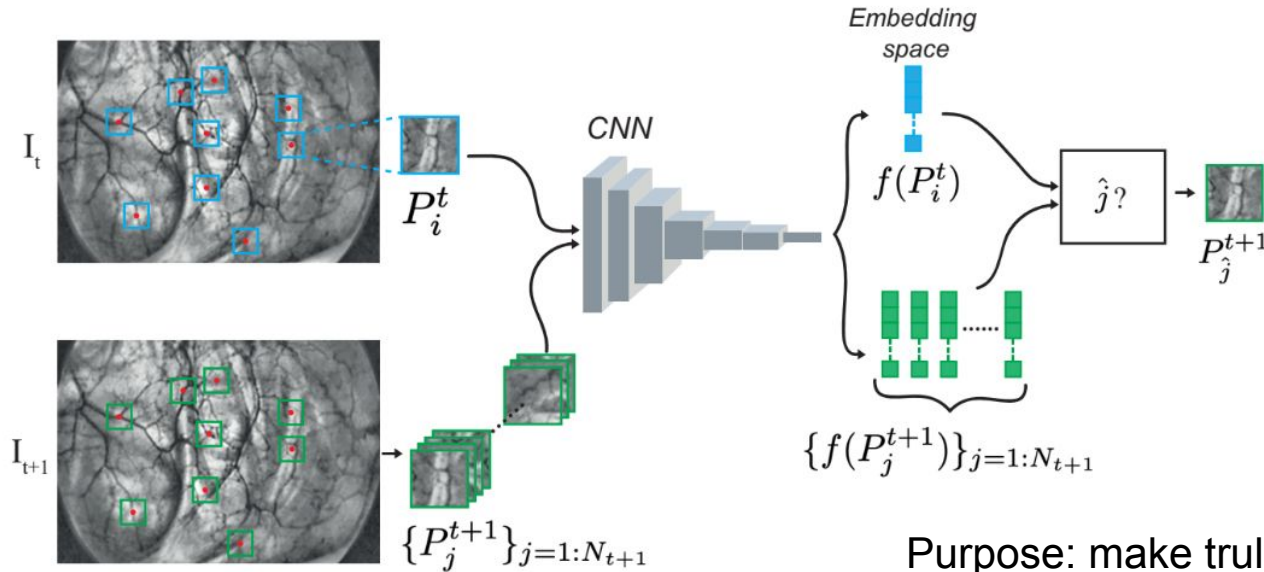 Embedding
space
CNN
I_t
P_i^t
f(P_i^t)
ĵ ?
P_ĵ^{t+1}
......
{f(P_j^{t+1})}_{j=1:N_{t+1}}
I_{t+1}
{P_j^{t+1}}_{j=1:N_{t+1}}
Purpose: make trul